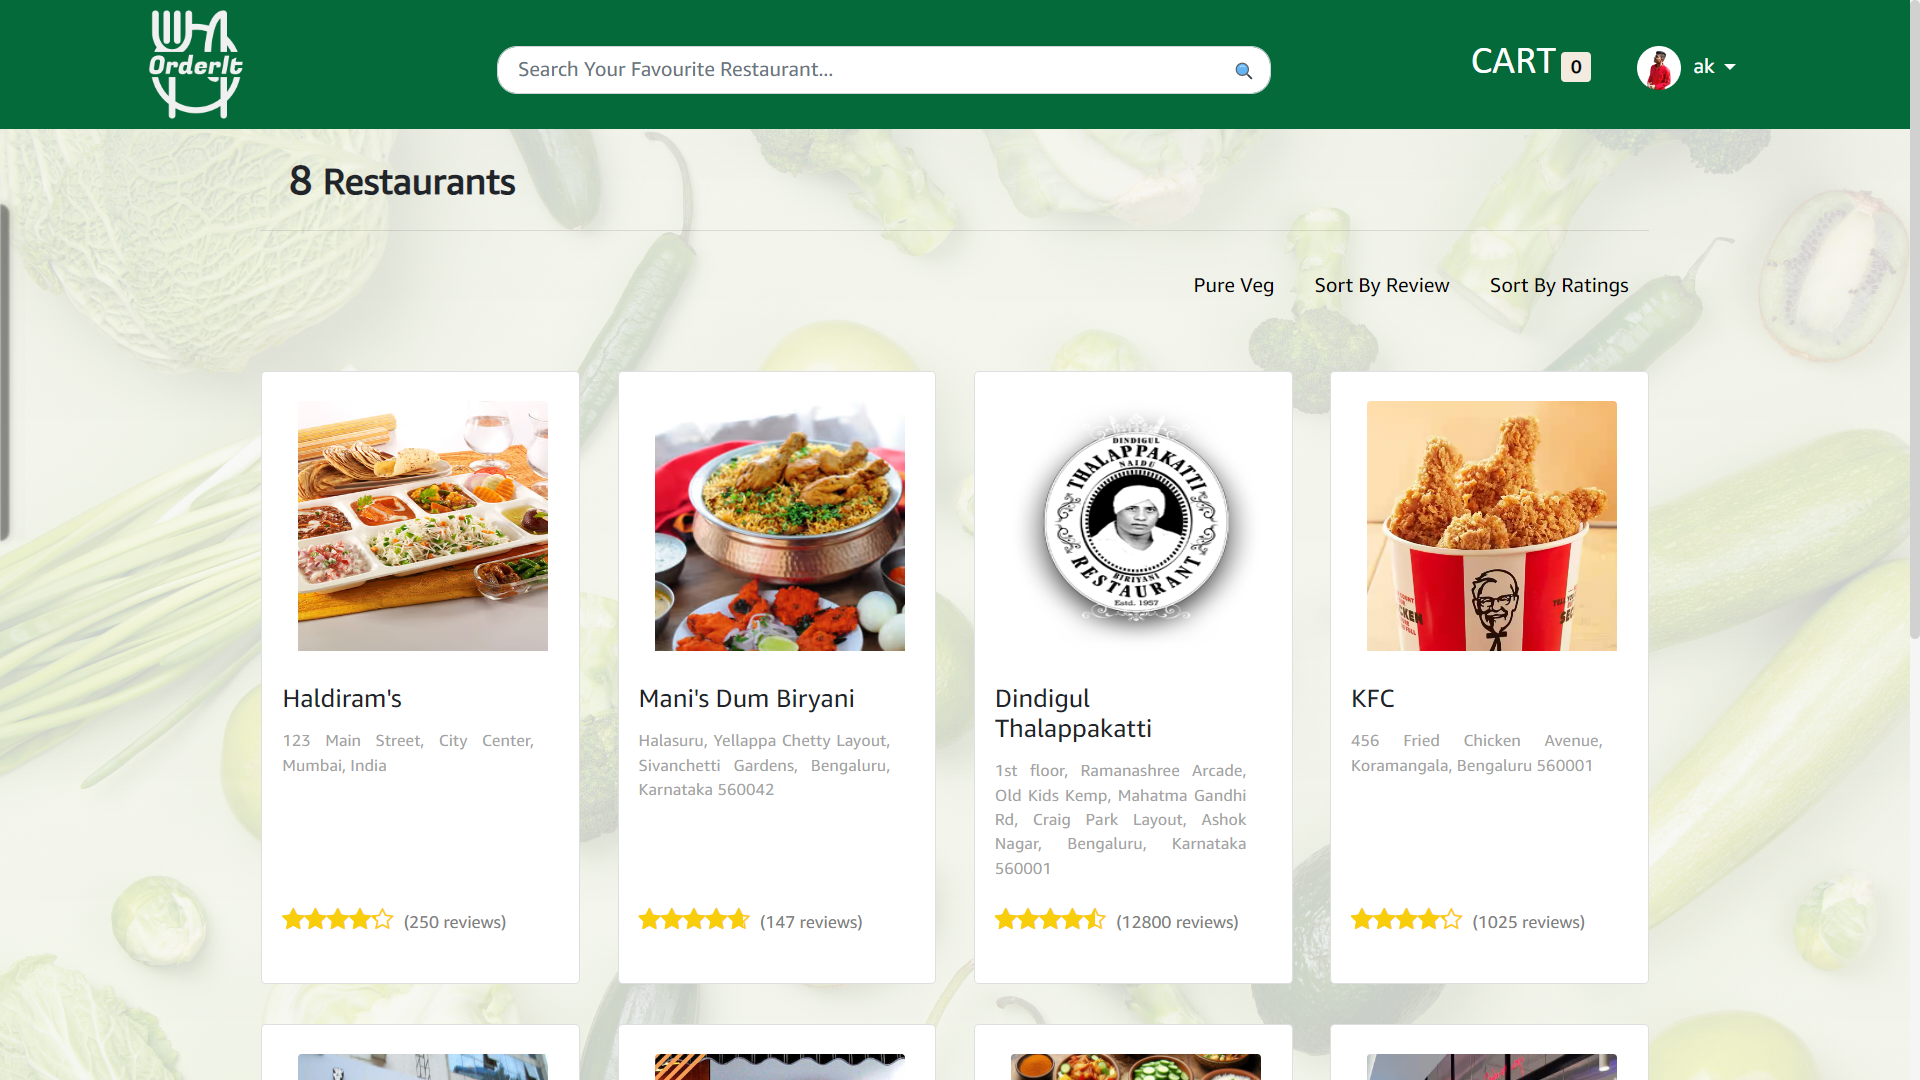 OrderIt
Search Your Favourite Restaurant...
CART 0
ak
8 Restaurants
Pure Veg
Sort By Review
Sort By Ratings
DINDIGUL
THALAPPAKATTI
NAIDU
BIRIYANI
RESTAURANT
Estd. 1957
Haldiram's
123 Main Street, City Center,
Mumbai, India
(250 reviews)
Mani's Dum Biryani
Halasuru, Yellappa Chetty Layout,
Sivanchetti Gardens, Bengaluru,
Karnataka 560042
(147 reviews)
Dindigul
Thalappakatti
1st floor, Ramanashree Arcade,
Old Kids Kemp, Mahatma Gandhi
Rd, Craig Park Layout, Ashok
Nagar, Bengaluru, Karnataka
560001
(12800 reviews)
KFC
456 Fried Chicken Avenue,
Koramangala, Bengaluru 560001
(1025 reviews)